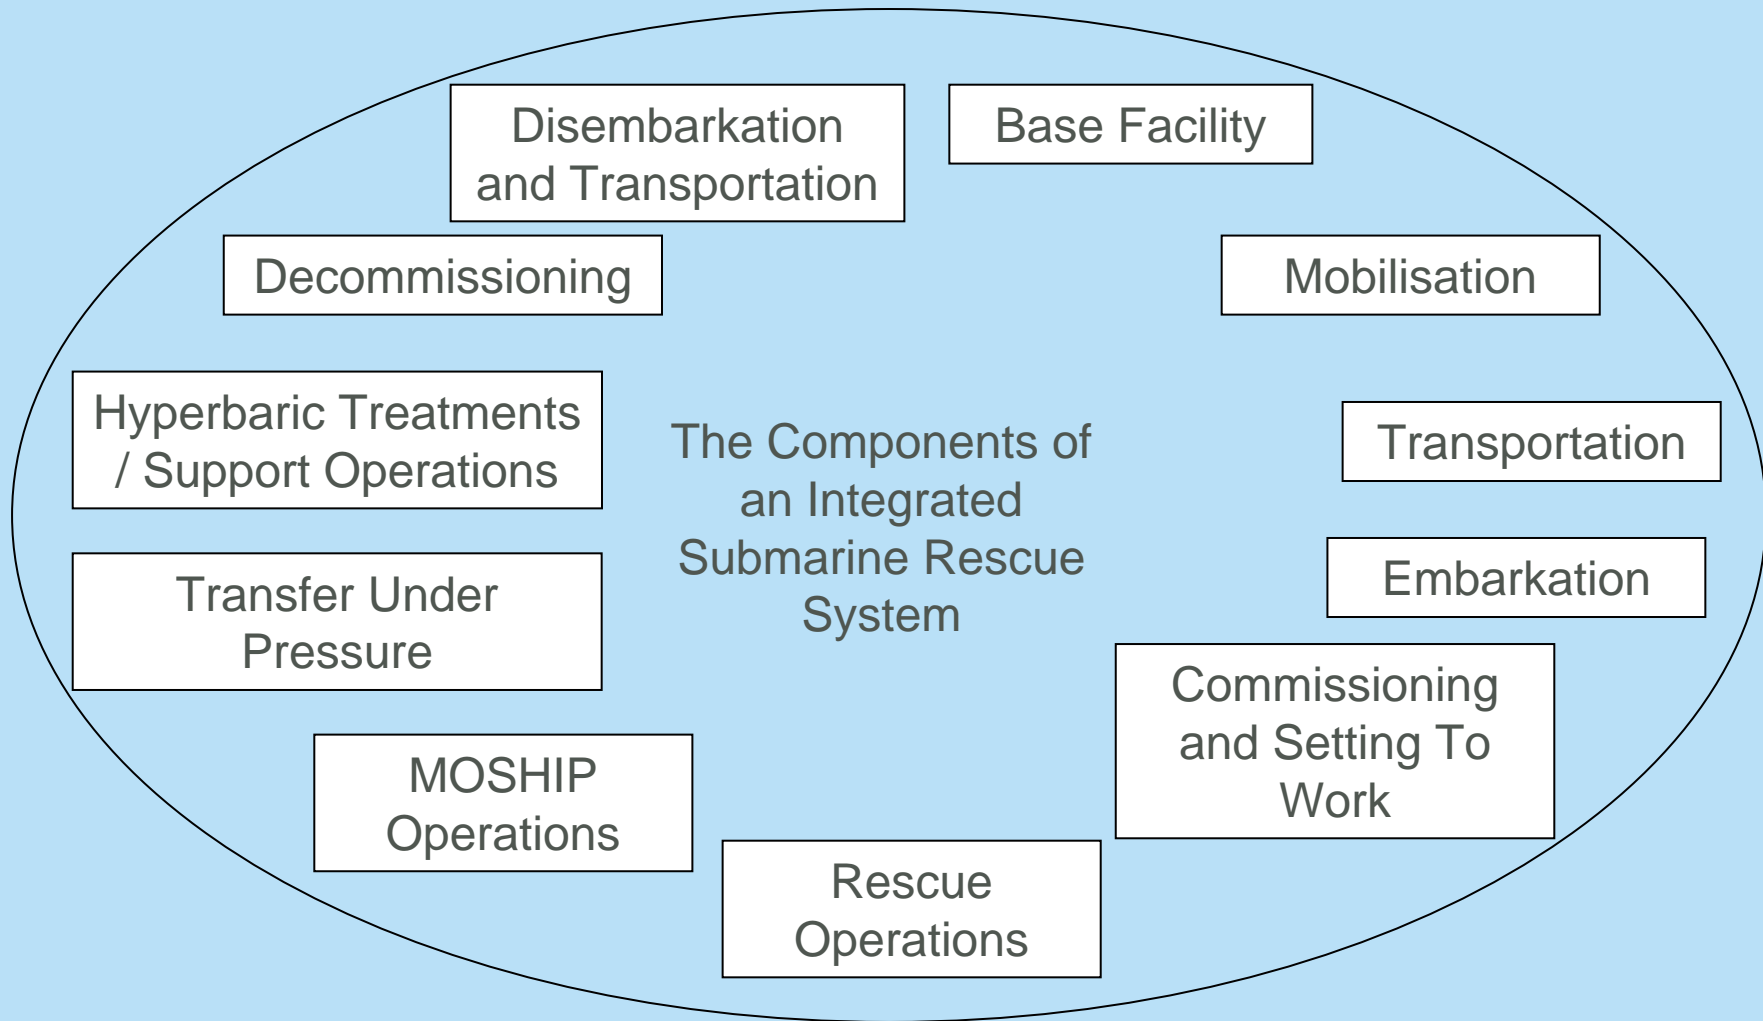 Disembarkation
and Transportation
Base Facility
Decommissioning
Mobilisation
Hyperbaric Treatments
/ Support Operations
The Components of
an Integrated
Submarine Rescue
System
Transportation
Embarkation
Transfer Under
Pressure
Commissioning
and Setting To
Work
MOSHIP
Operations
Rescue
Operations